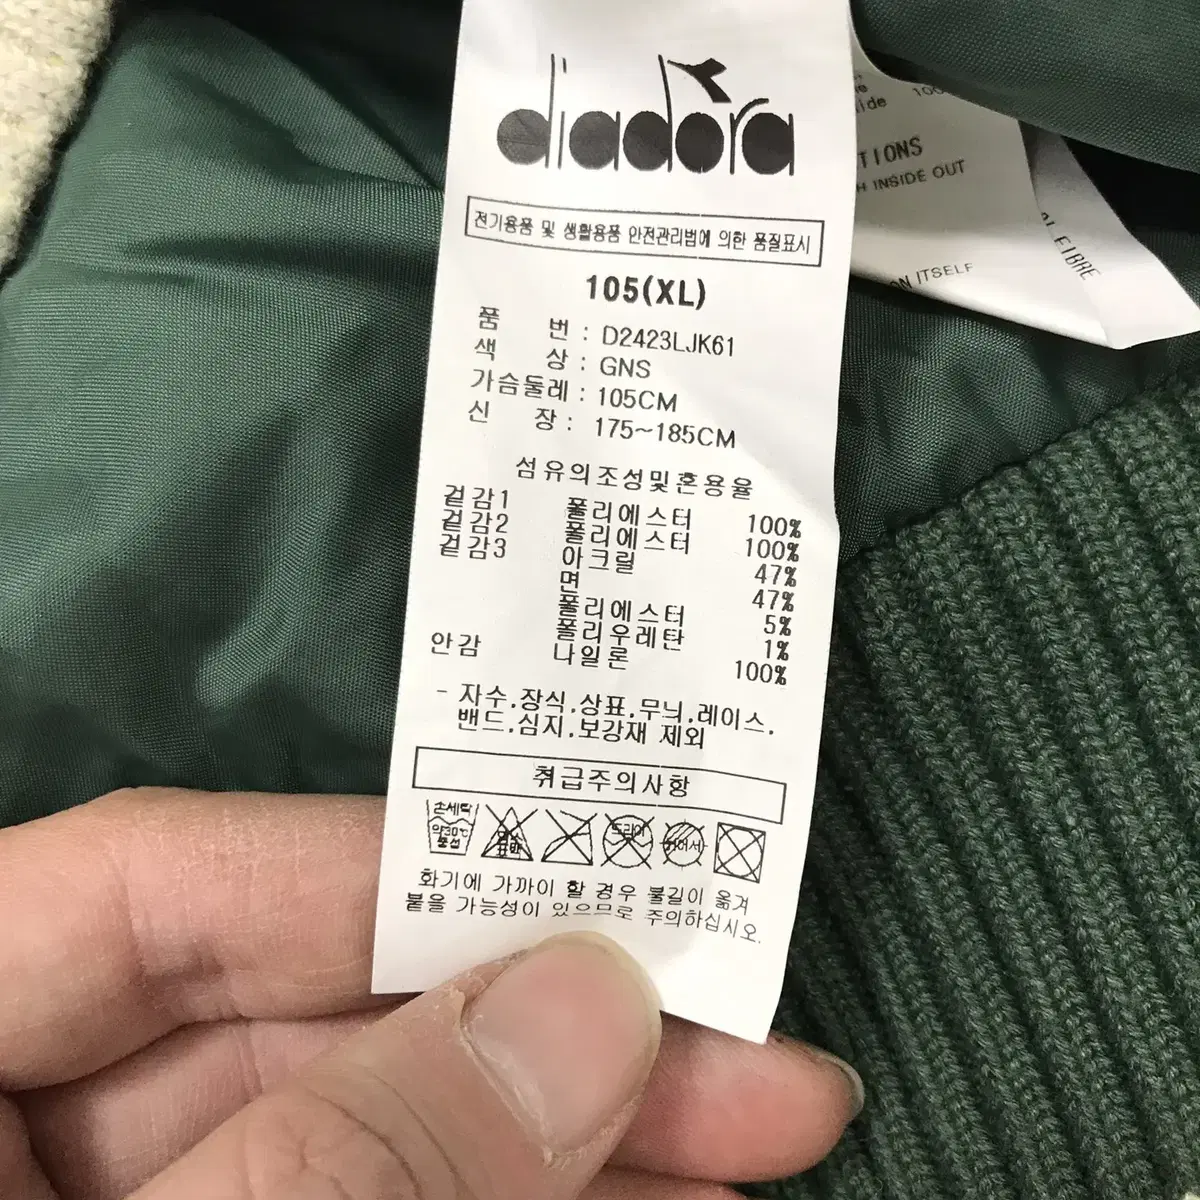 diadora
전기용품 및 생활용품 안전관리법에 의한 품질표시
105(XL)
품 번 : D2423LJK61
색 상 : GNS
가슴둘레 : 105CM
신 장 : 175~185CM
섬유의조성및혼용율
겉감1 폴리에스터 100%
겉감2 폴리에스터 100%
겉감3 아크릴 47%
면 47%
폴리에스터 5%
폴리우레탄 1%
안감 나일론 100%
- 자수.장식.상표.무늬.레이스.
밴드.심지.보강재 제외
취급주의사항
손세탁
약30℃
중성
드라이
화기에 가까이 할 경우 불길이 옮겨
붙을 가능성이 있으므로 주의하십시오.
100
TIONS
H INSIDE OUT
ON ITSELF
FIBRE